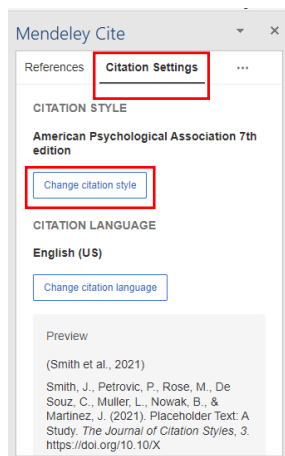 Mendeley Cite
References Citation Settings ...
CITATION STYLE
American Psychological Association 7th
edition
Change citation style
CITATION LANGUAGE
English (US)
Change citation language
Preview
(Smith et al., 2021)
Smith, J., Petrovic, P., Rose, M., De
Souz, C., Muller, L., Nowak, B., &
Martinez, J. (2021). Placeholder Text: A
Study. The Journal of Citation Styles, 3.
https://doi.org/10.10/X